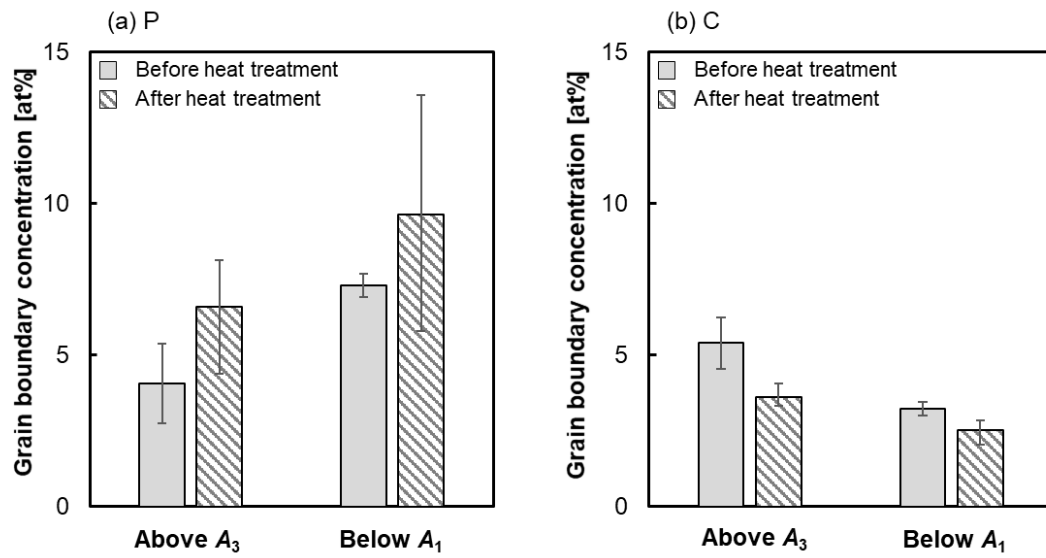 (a) P
Grain boundary concentration [at%]
15
10
5
0
Before heat treatment
After heat treatment
Above A₃
Below A₁
(b) C
Grain boundary concentration [at%]
15
10
5
0
Before heat treatment
After heat treatment
Above A₃
Below A₁